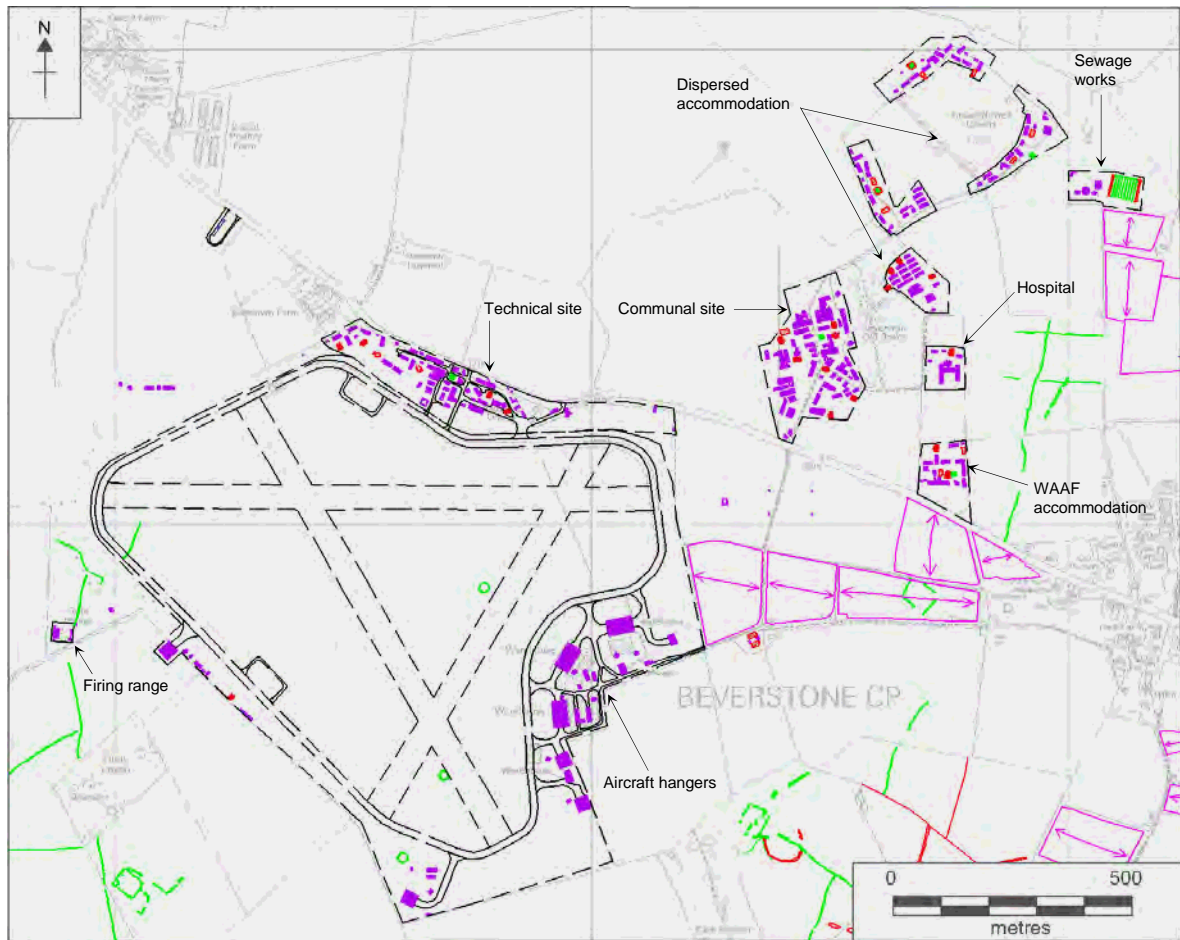 N
Dispersed
accommodation
Sewage
works
Technical site
Communal site
Hospital
WAAF
accommodation
Firing range
BEVERSTONE CP
Aircraft hangers
0 500
metres